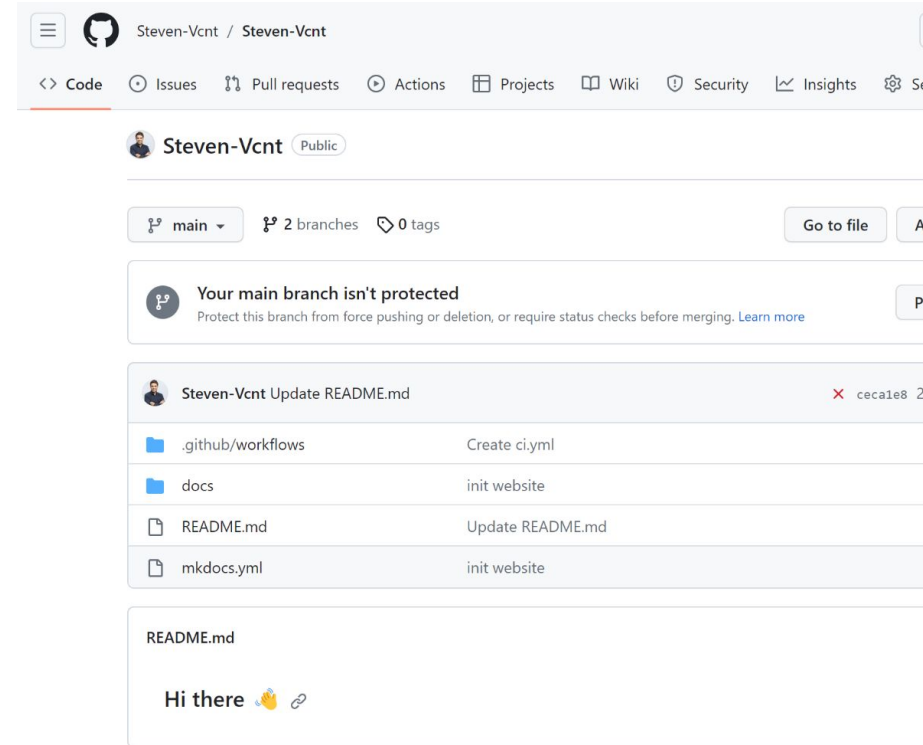 Steven-Vcnt / Steven-Vcnt
<> Code Issues Pull requests Actions Projects Wiki Security Insights
Steven-Vcnt Public
main 2 branches 0 tags Go to file
Your main branch isn't protected
Protect this branch from force pushing or deletion, or require status checks before merging. Learn more
Steven-Vcnt Update README.md ceca1e8
.github/workflows Create ci.yml
docs init website
README.md Update README.md
mkdocs.yml init website
README.md
Hi there 👋